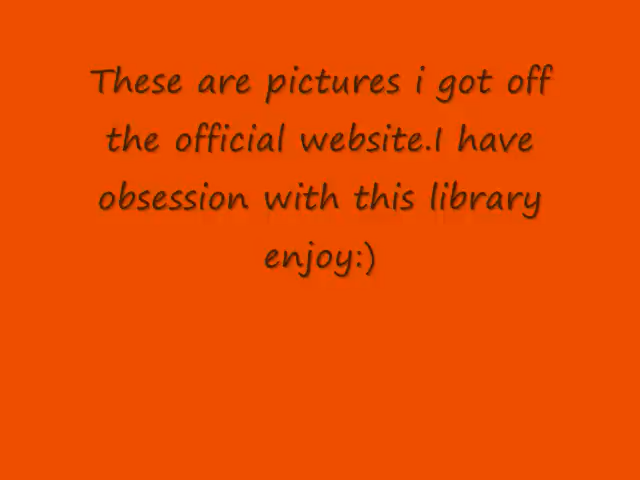 These are pictures i got off
the official website.I have
obsession with this library
enjoy:)